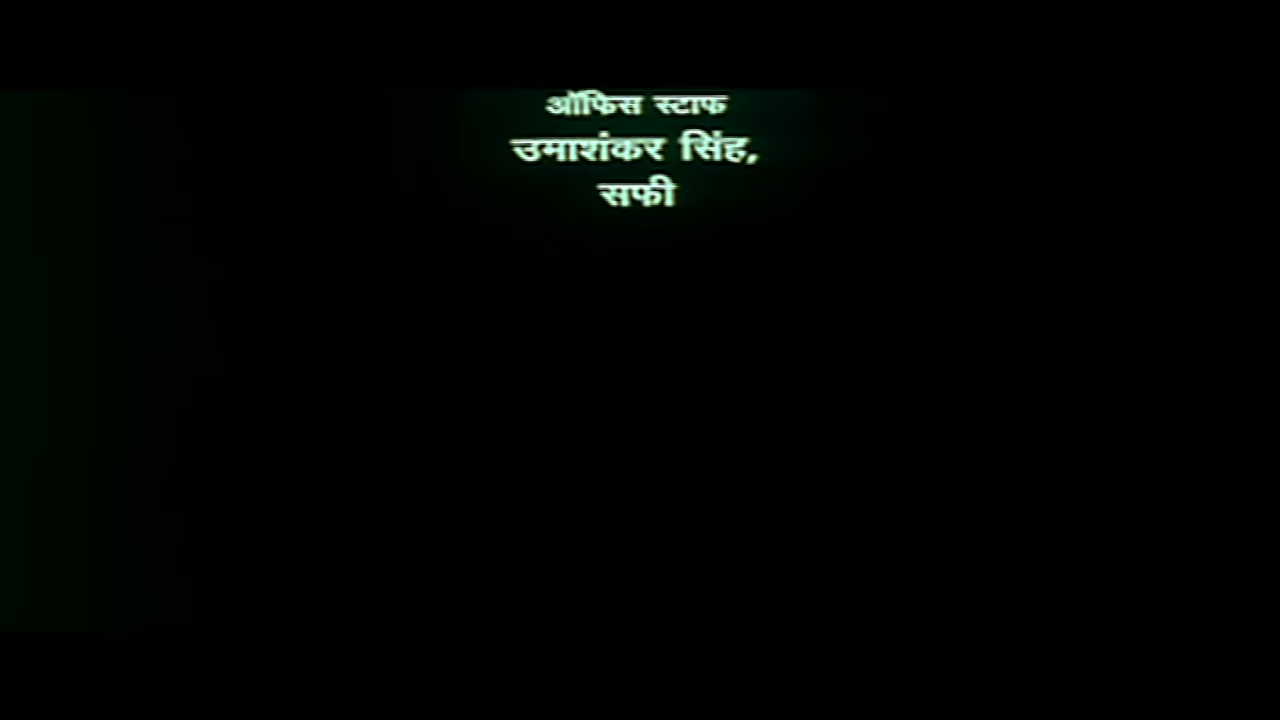 ऑफिस स्टाफ
उमाशंकर सिंह,
सफी